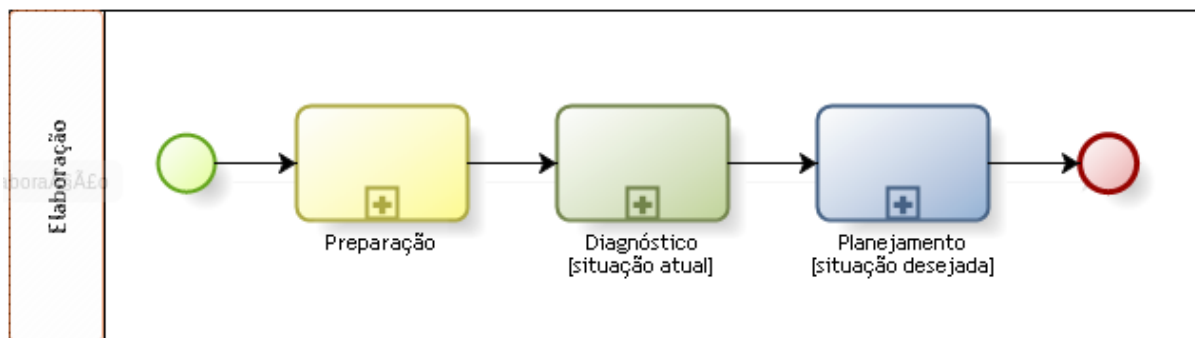 Elaboração
Preparação
Diagnóstico
[situação atual]
Planejamento
[situação desejada]